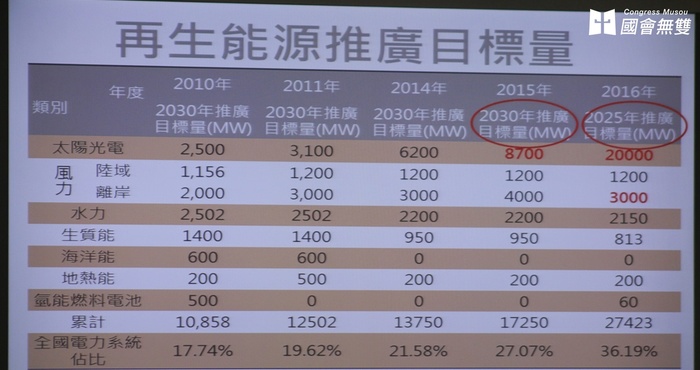 Congress Musou
國會無雙
再生能源推廣目標量
年度 2010年 2011年 2014年 2015年 2016年
類別 2030年推廣目標量(MW) 2030年推廣目標量(MW) 2030年推廣目標量(MW) 2030年推廣目標量(MW) 2025年推廣目標量(MW)
太陽光電 2,500 3,100 6200 8700 20000
風力 陸域 1,156 1,200 1200 1200 1200
離岸 2,000 3,000 3000 4000 3000
水力 2,502 2502 2200 2200 2150
生質能 1400 1400 950 950 813
海洋能 600 600 0 0 0
地熱能 200 500 200 200 200
氫能燃料電池 500 0 0 0 60
累計 10,858 12502 13750 17250 27423
全國電力系統佔比 17.74% 19.62% 21.58% 27.07% 36.19%